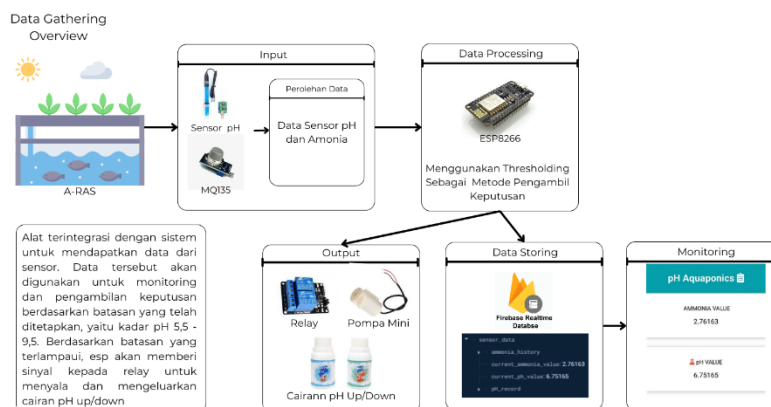 Data Gathering
Overview
A-RAS
Input
Sensor pH
MQ135
Perolehan Data
Data Sensor pH
dan Amonia
Data Processing
ESP8266
Menggunakan Thresholding
Sebagai Metode Pengambil
Keputusan
Alat terintegrasi dengan sistem
untuk mendapatkan data dari
sensor. Data tersebut akan
digunakan untuk monitoring
dan pengambilan keputusan
berdasarkan batasan yang telah
ditetapkan, yaitu kadar pH 5,5 -
9,5. Berdasarkan batasan yang
terlampaui, esp akan memberi
sinyal kepada relay untuk
menyala dan mengeluarkan
cairan pH up/down
Output
Relay
Pompa Mini
Cairann pH Up/Down
Data Storing
Firebase Realtime
Databse
sensor_data
ammonia_history
current_ammonia_value: 2.76163
current_ph_value: 6.75165
pH_record
Monitoring
pH Aquaponics
AMMONIA VALUE
2.76163
pH VALUE
6.75165